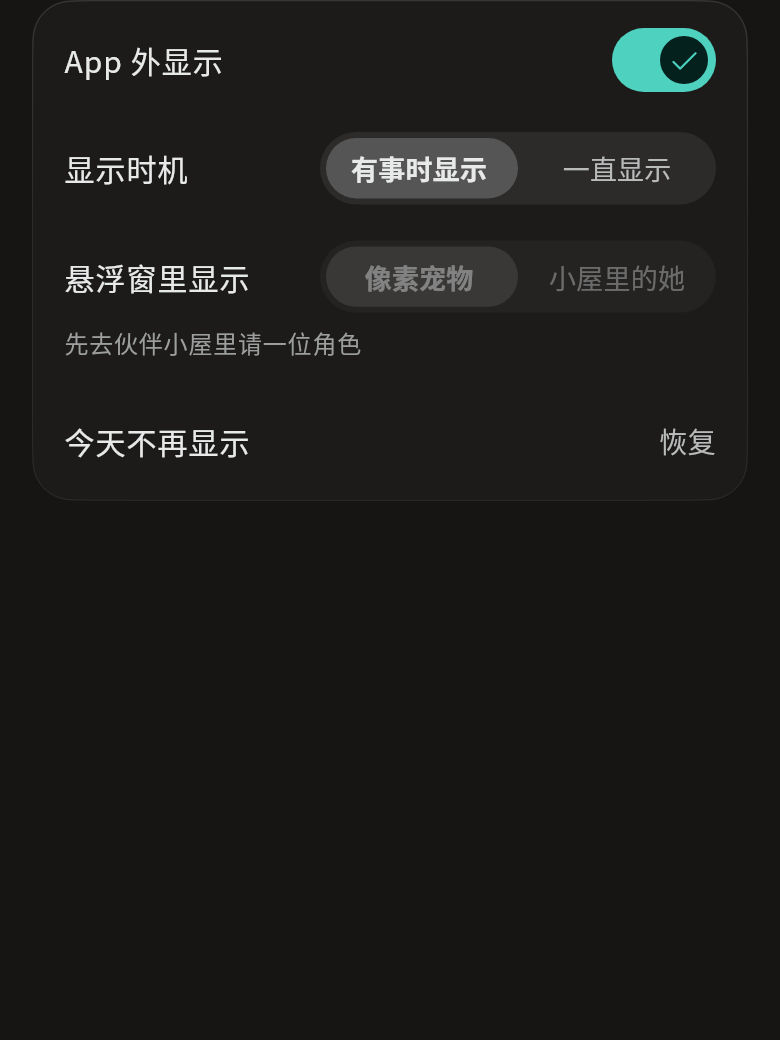 App 外显示
显示时机 有事时显示 一直显示
悬浮窗里显示 像素宠物 小屋里的她
先去伙伴小屋里请一位角色
今天不再显示 恢复